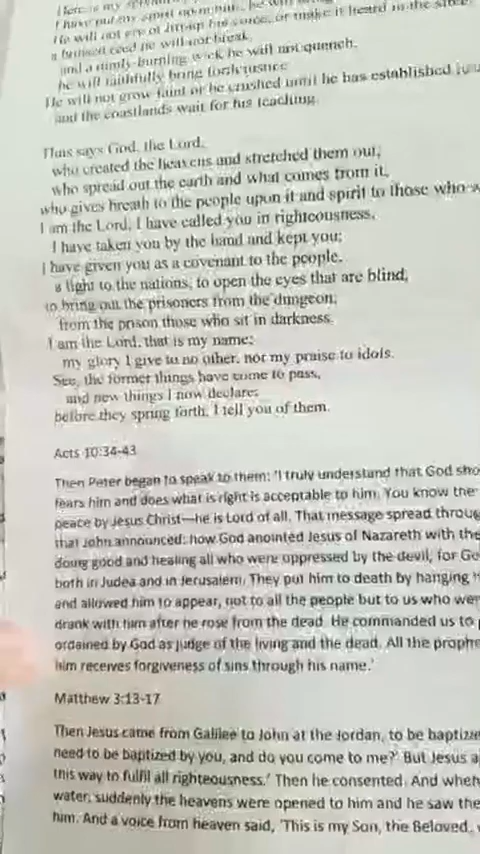 Here is my
I have put my spirit upon him; he will
He will not cry or lift up his voice, or make it heard in the street
a bruised reed he will not break,
and a dimly burning wick he will not quench;
he will faithfully bring forth justice
He will not grow faint or be crushed until he has established
and the coastlands wait for his teaching.
Thus says God, the Lord,
who created the heavens and stretched them out,
who spread out the earth and what comes from it,
who gives breath to the people upon it and spirit to those who
I am the Lord, I have called you in righteousness,
I have taken you by the hand and kept you;
I have given you as a covenant to the people,
a light to the nations, to open the eyes that are blind,
to bring out the prisoners from the dungeon,
from the prison those who sit in darkness.
I am the Lord, that is my name;
my glory I give to no other, nor my praise to idols.
See, the former things have come to pass,
and new things I now declare;
before they spring forth, I tell you of them.
Acts 10:34-43
Then Peter began to speak to them: 'I truly understand that God sho
fears him and does what is right is acceptable to him. You know the
peace by Jesus Christ—he is Lord of all. That message spread throug
that John announced: how God anointed Jesus of Nazareth with the
doing good and healing all who were oppressed by the devil, for Go
both in Judea and in Jerusalem. They put him to death by hanging h
and allowed him to appear, not to all the people but to us who wer
drank with him after he rose from the dead. He commanded us to p
ordained by God as judge of the living and the dead. All the prophe
him receives forgiveness of sins through his name.'
Matthew 3:13-17
Then Jesus came from Galilee to John at the Jordan, to be baptize
need to be baptized by you, and do you come to me?' But Jesus a
this way to fulfil all righteousness.' Then he consented. And when
water, suddenly the heavens were opened to him and he saw the
him. And a voice from heaven said, 'This is my Son, the Beloved,